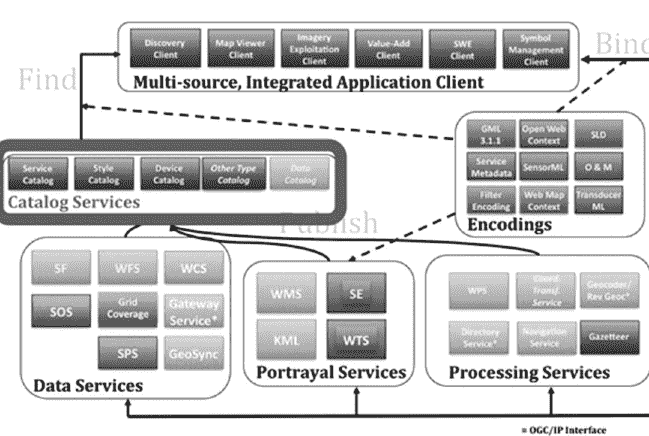 Discovery
Client
Map Viewer
Client
Imagery
Exploitation
Client
Value-Add
Client
SWE
Client
Symbol
Management
Client
Multi-source, Integrated Application Client
Find
Bind
GML
3.1.1
Open Web
Context
SLD
Service
Metadata
SensorML
O & M
Filter
Encoding
Web Map
Context
Transducer
ML
Encodings
Service
Catalog
Style
Catalog
Device
Catalog
Other Type
Catalog
Data
Catalog
Catalog Services
Publish
SF
WFS
WCS
SOS
Grid
Coverage
Gateway
Service*
SPS
GeoSync
Data Services
WMS
SE
KML
WTS
Portrayal Services
WPS
Coord.
Transf.
Service
Geocoder/
Rev Geoc*
Directory
Service*
Navigation
Service
Gazetteer
Processing Services
= OGC/IP Interface